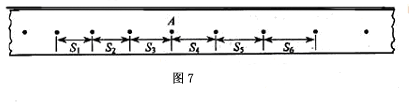 A
S₁ S₂ S₃ S₄ S₅ S₆
图 7